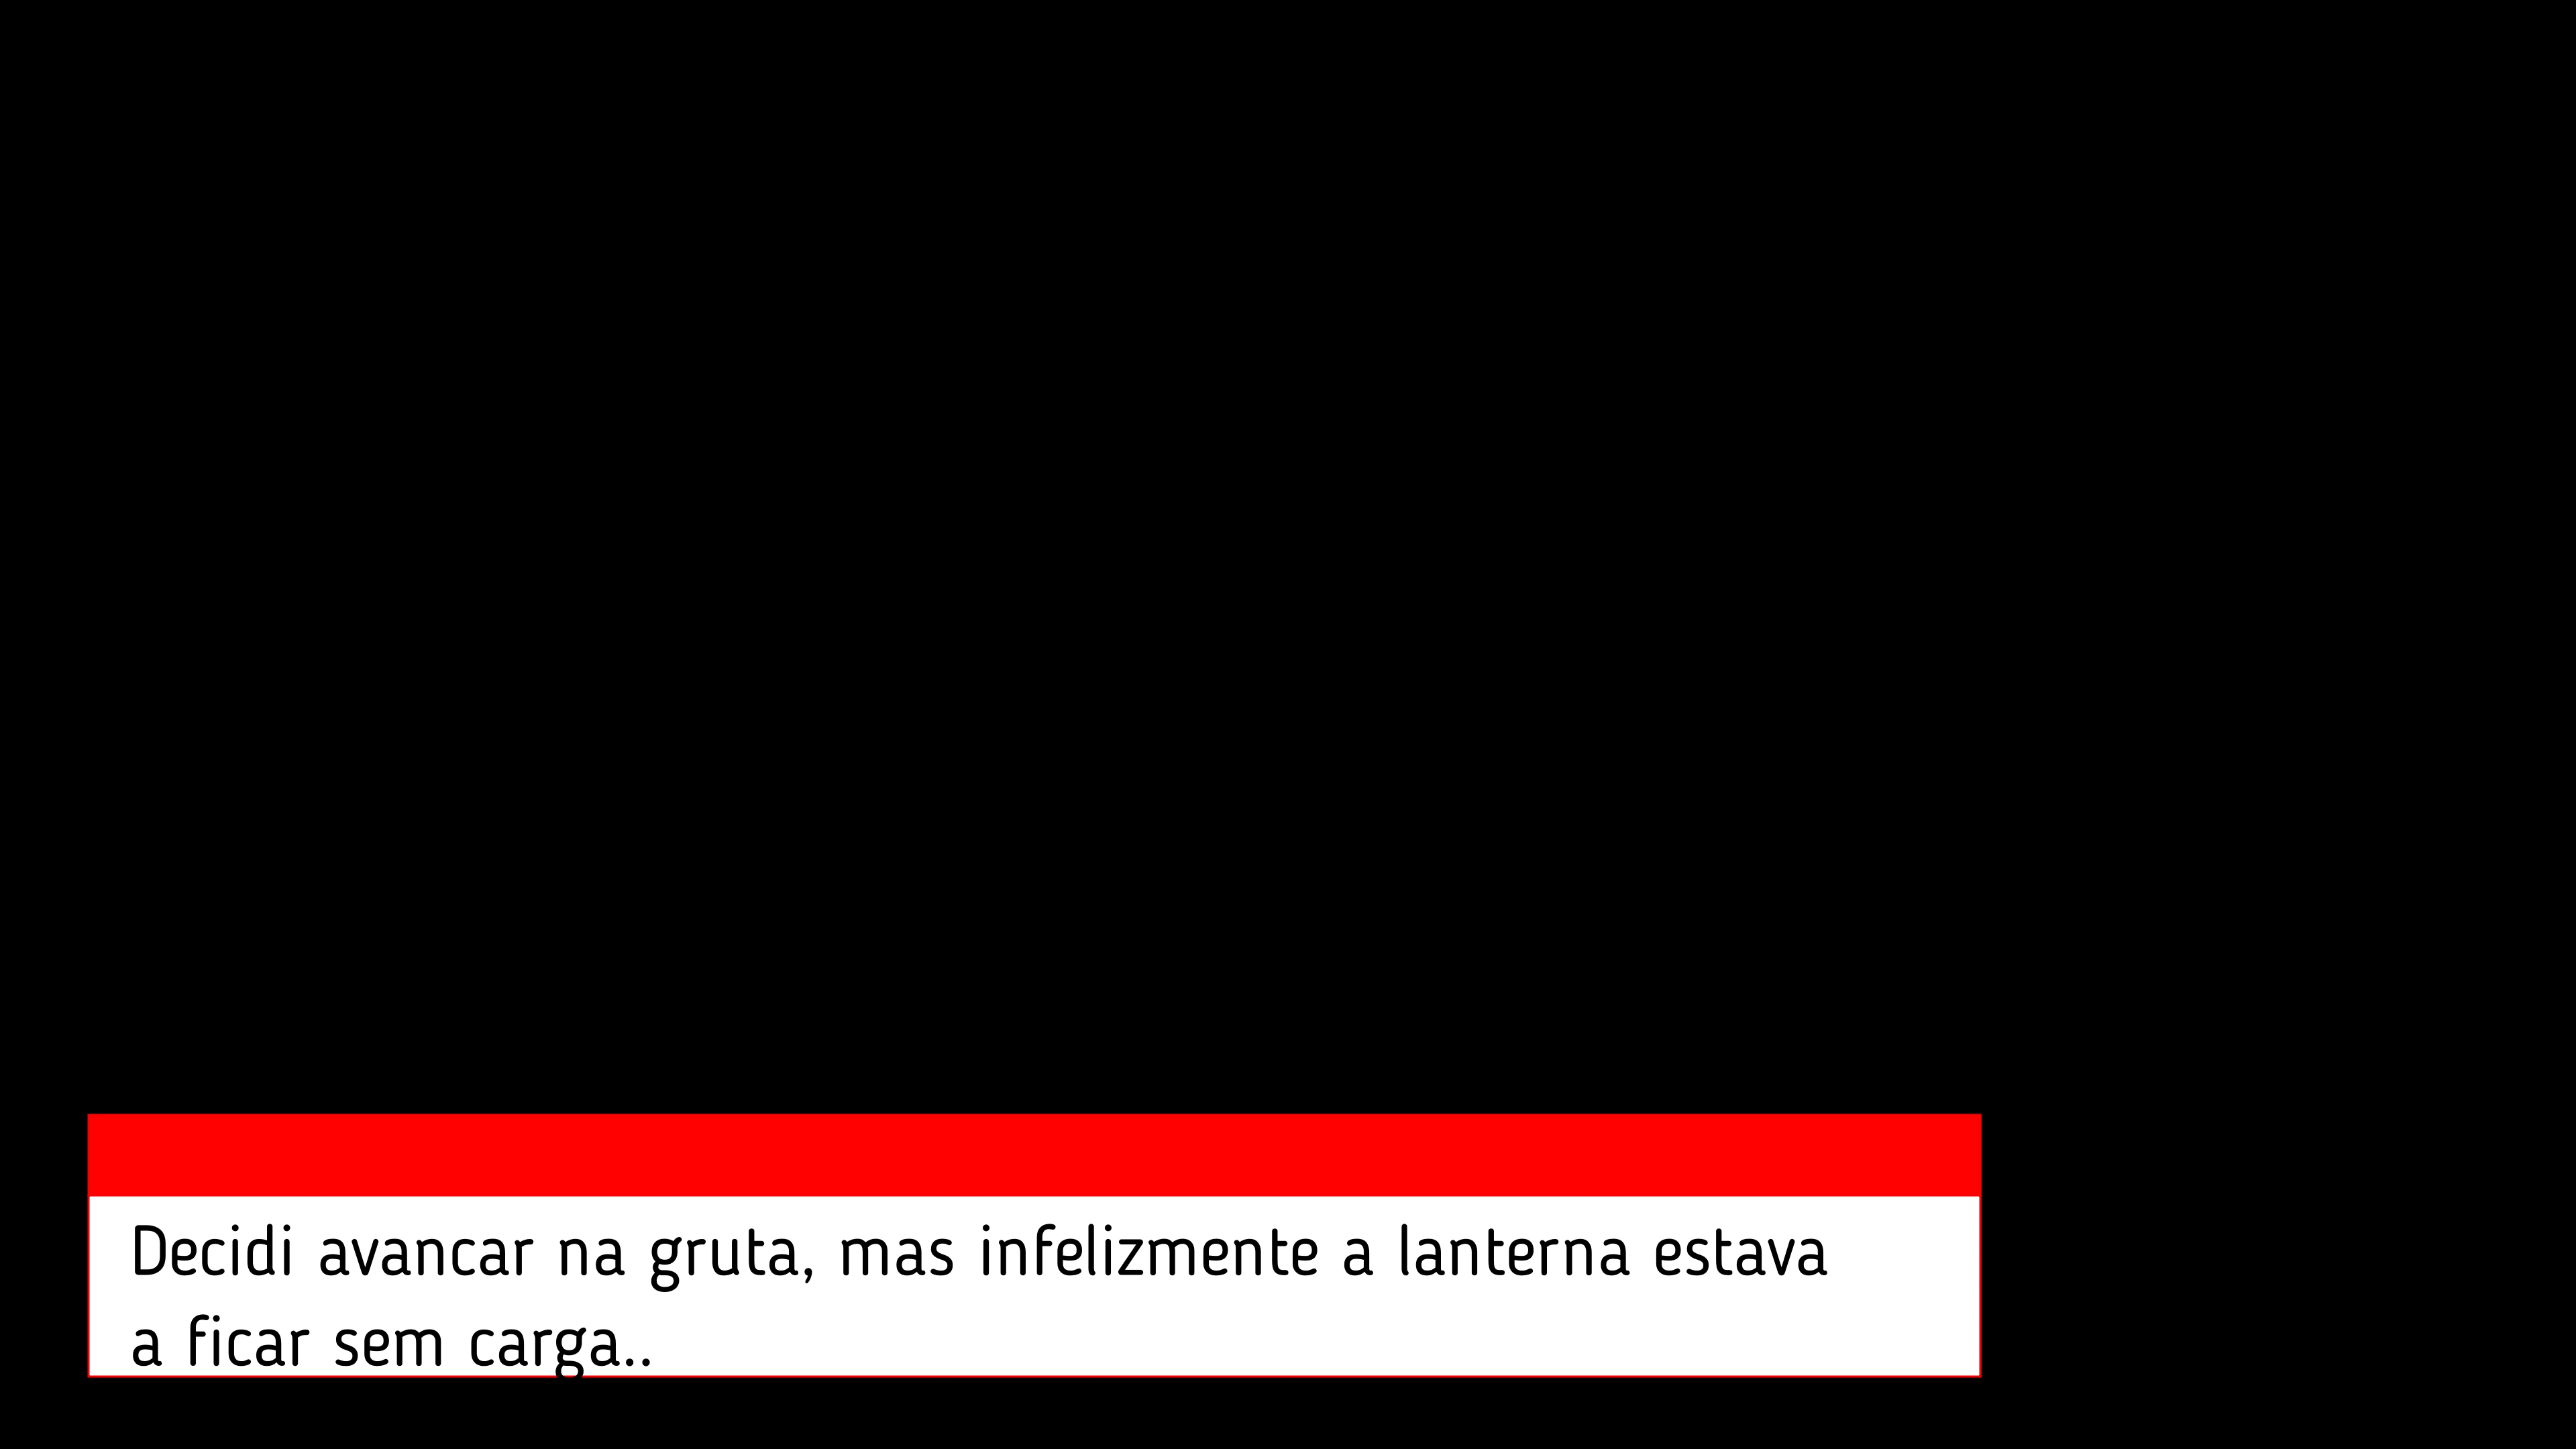 Decidi avancar na gruta, mas infelizmente a lanterna estava
a ficar sem carga..